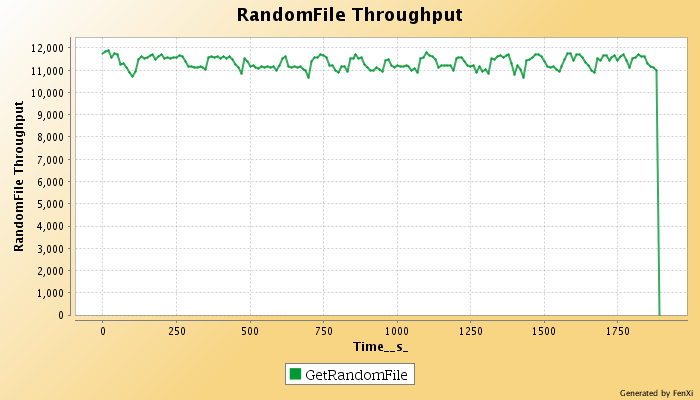 RandomFile Throughput
RandomFile Throughput
12,000
11,000
10,000
9,000
8,000
7,000
6,000
5,000
4,000
3,000
2,000
1,000
0
0 250 500 750 1000 1250 1500 1750
Time__s_
GetRandomFile
Generated by FenXi